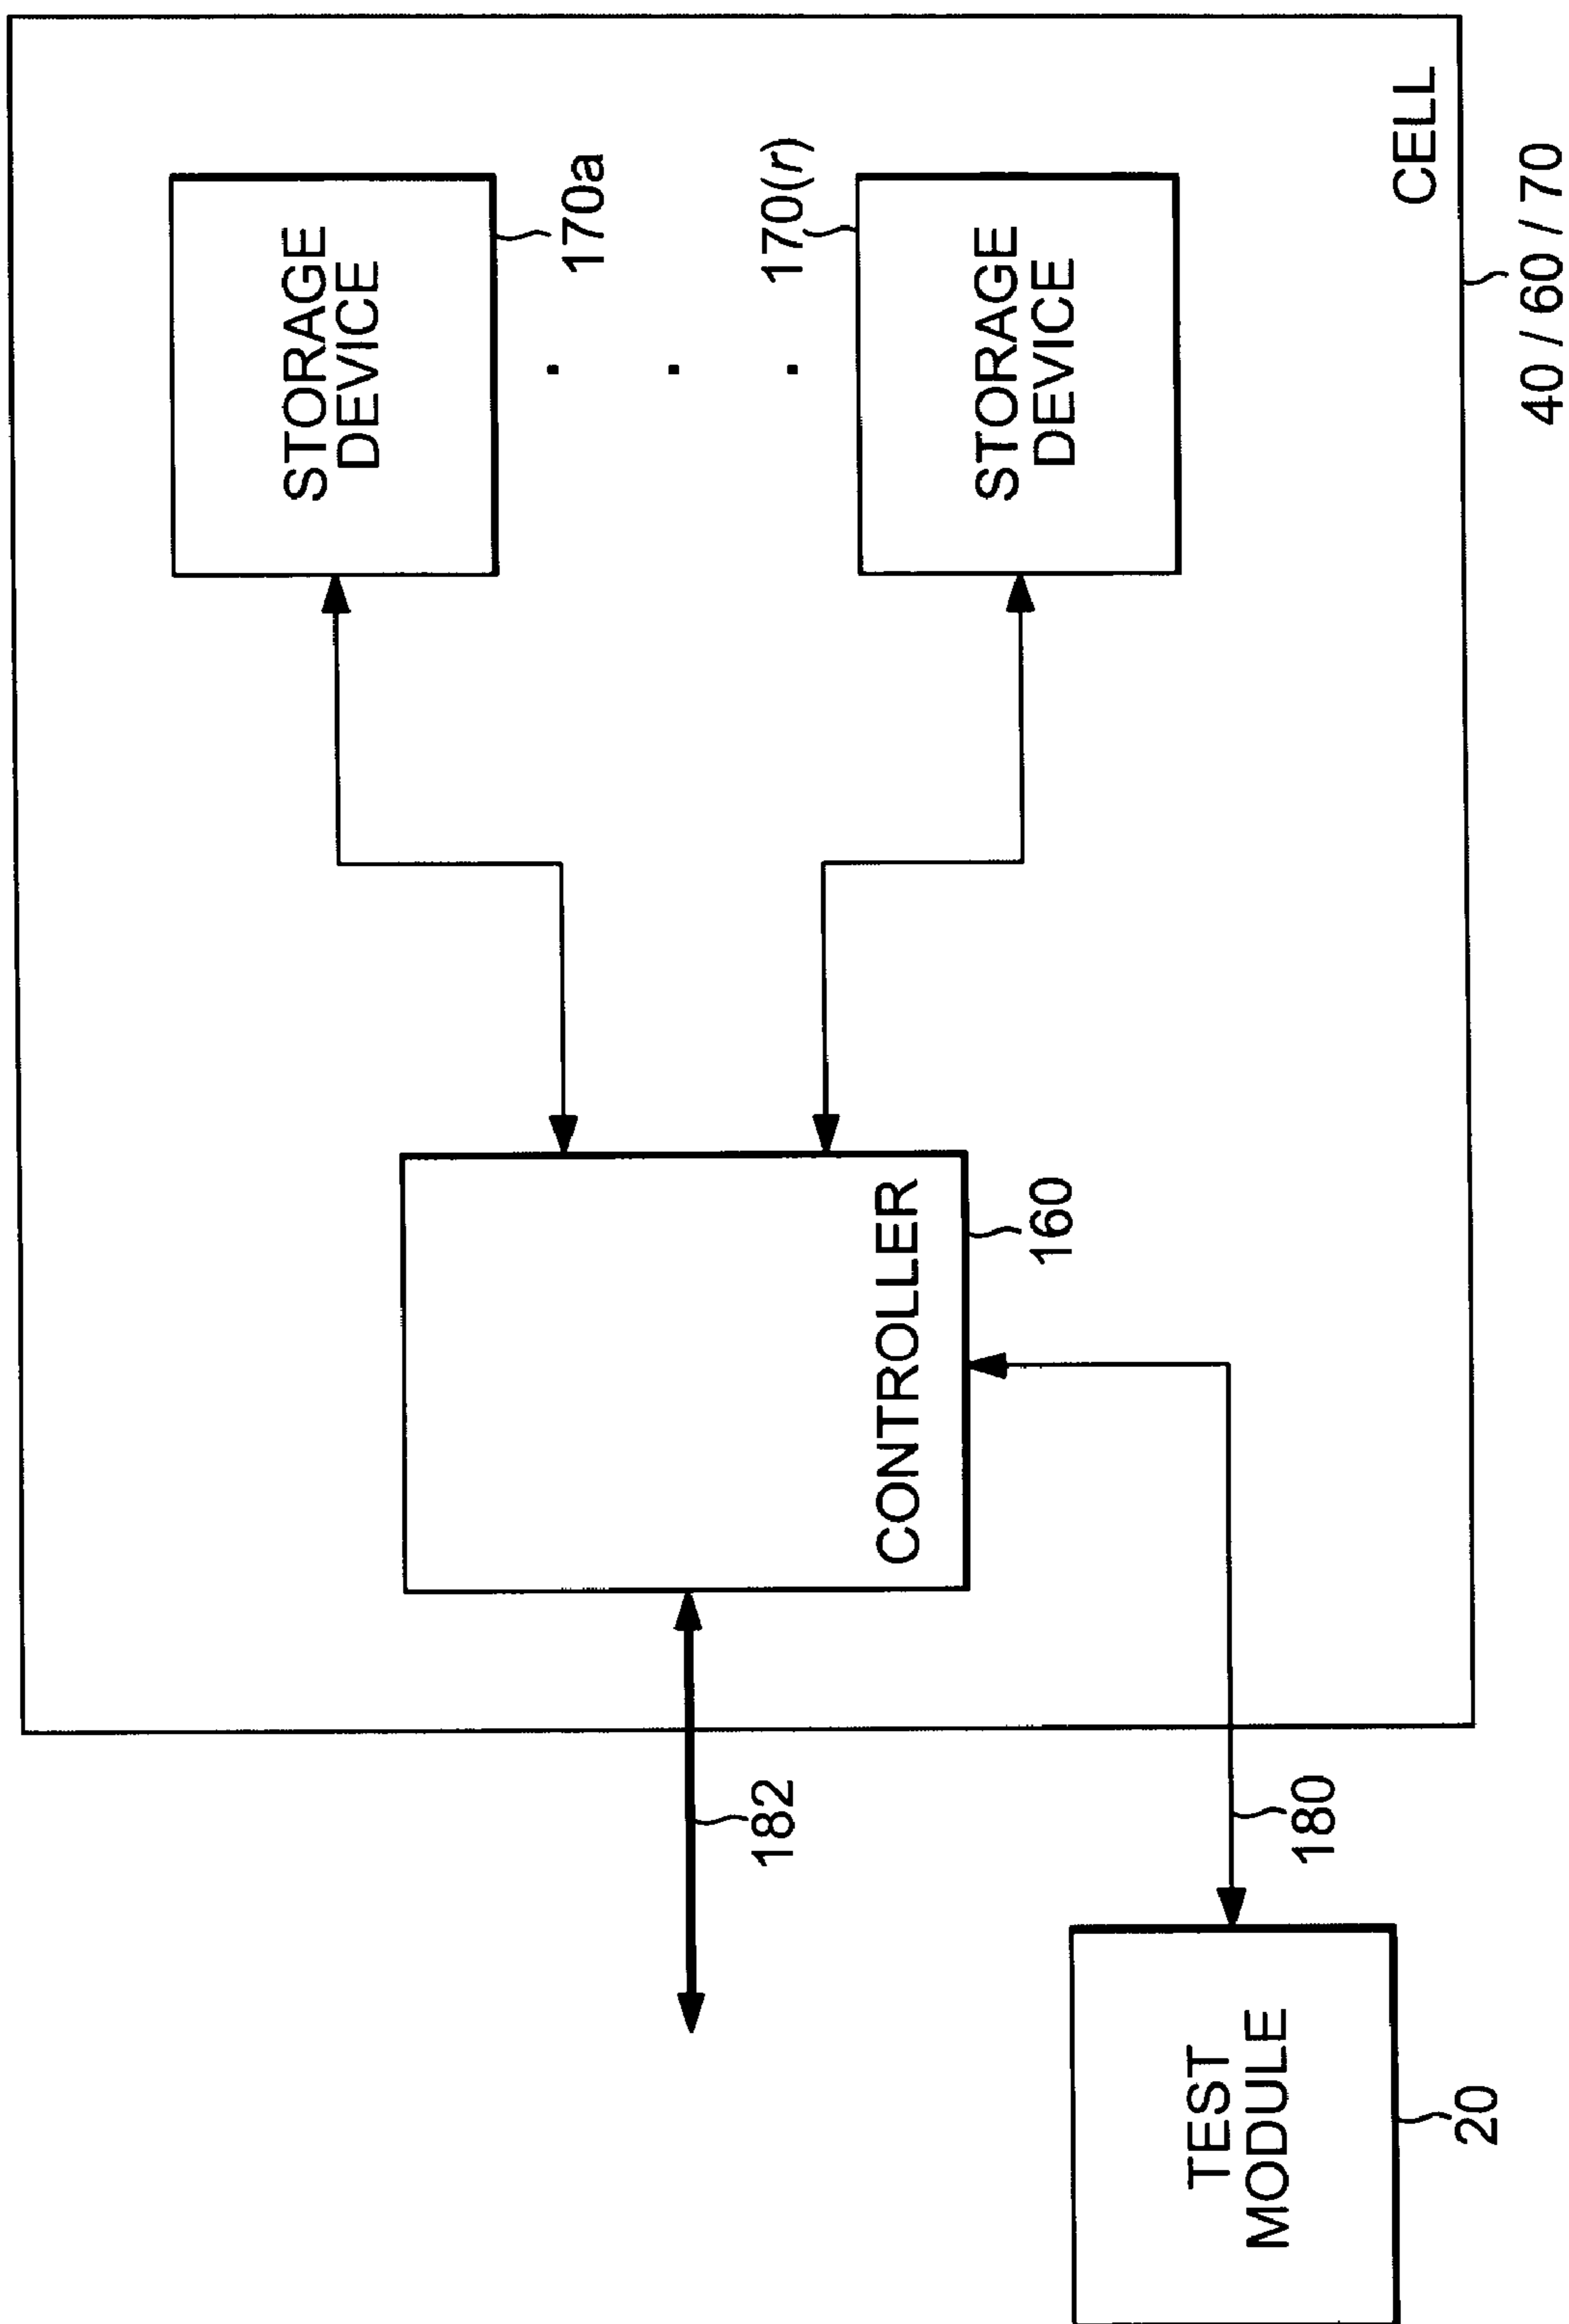 STORAGE
DEVICE
170a
170(r)
STORAGE
DEVICE
CONTROLLER
160
182
180
TEST
MODULE
20
CELL
40 / 60 / 70